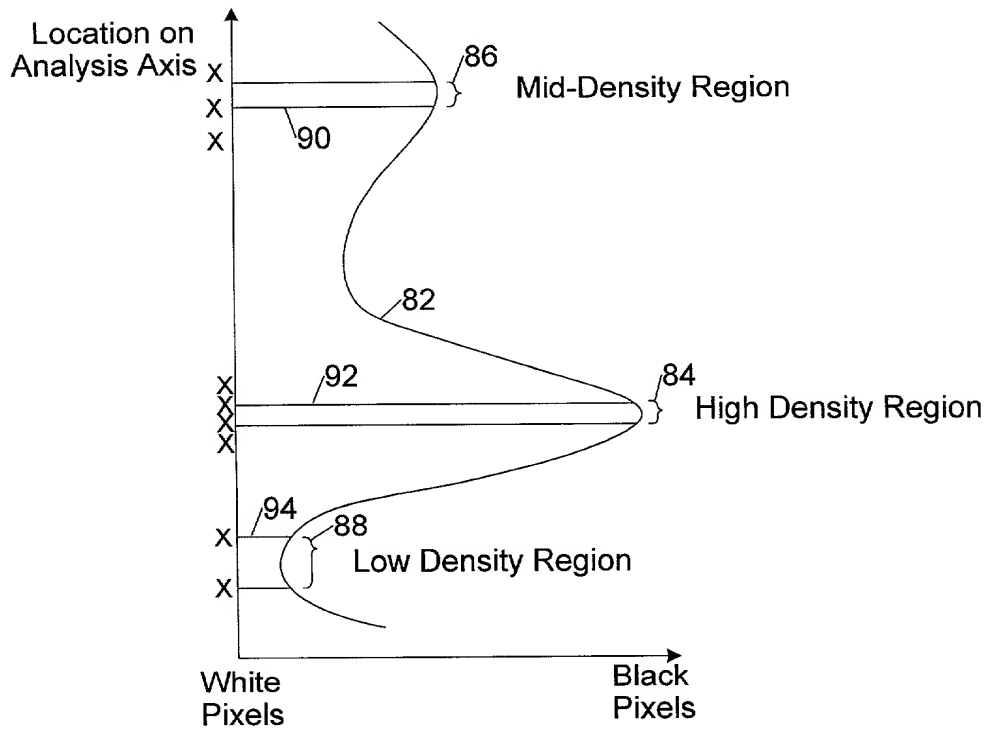 Location on
Analysis Axis
X
86
Mid-Density Region
X
90
X
82
92
84
X
X
High Density Region
X
X
94
88
X
Low Density Region
X
White
Pixels
Black
Pixels